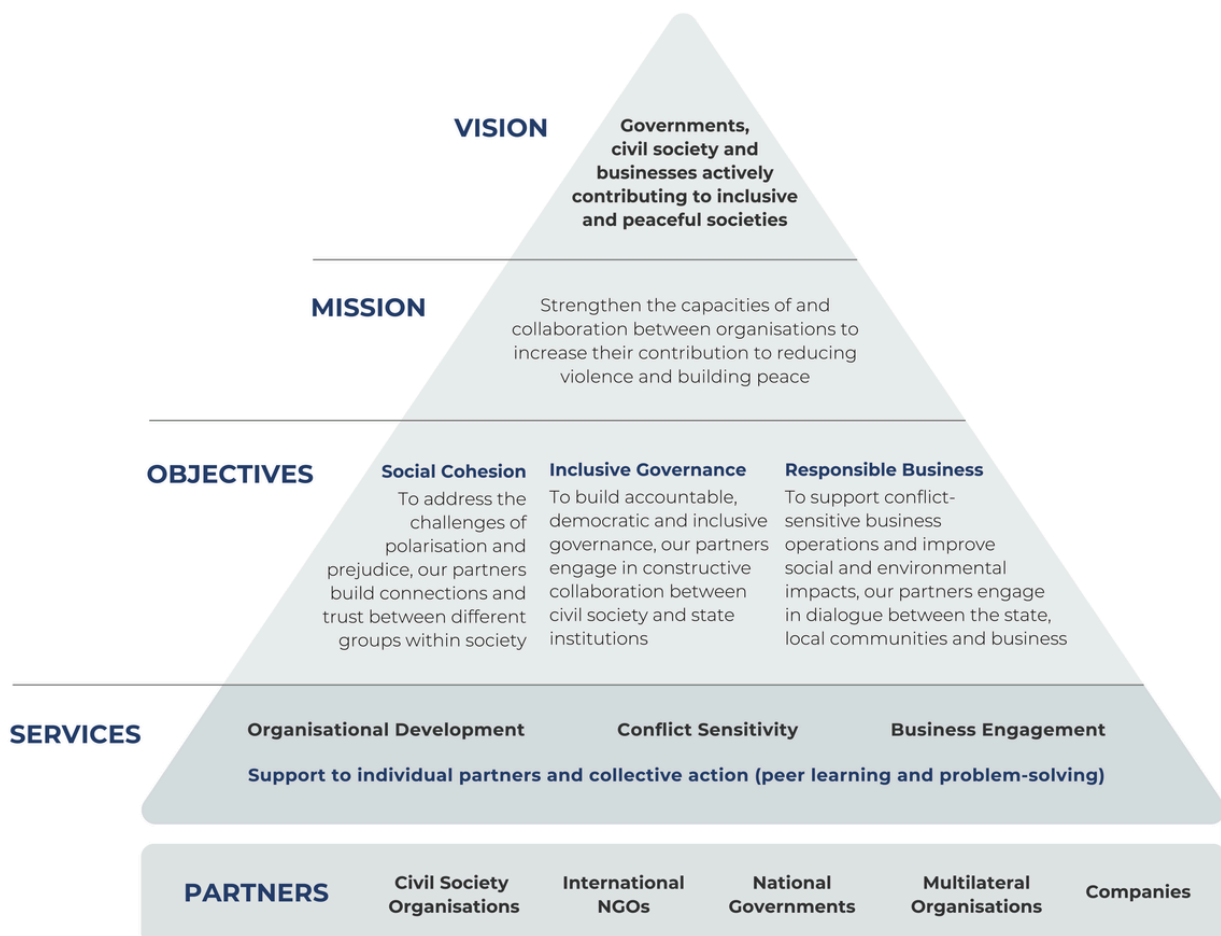 VISION
Governments,
civil society and
businesses actively
contributing to inclusive
and peaceful societies
MISSION
Strengthen the capacities of and
collaboration between organisations to
increase their contribution to reducing
violence and building peace
OBJECTIVES
Social Cohesion
To address the
challenges of
polarisation and
prejudice, our partners
build connections and
trust between different
groups within society
Inclusive Governance
To build accountable,
democratic and inclusive
governance, our partners
engage in constructive
collaboration between
civil society and state
institutions
Responsible Business
To support conflict-
sensitive business
operations and improve
social and environmental
impacts, our partners engage
in dialogue between the state,
local communities and business
SERVICES
Organisational Development
Conflict Sensitivity
Business Engagement
Support to individual partners and collective action (peer learning and problem-solving)
PARTNERS
Civil Society
Organisations
International
NGOs
National
Governments
Multilateral
Organisations
Companies